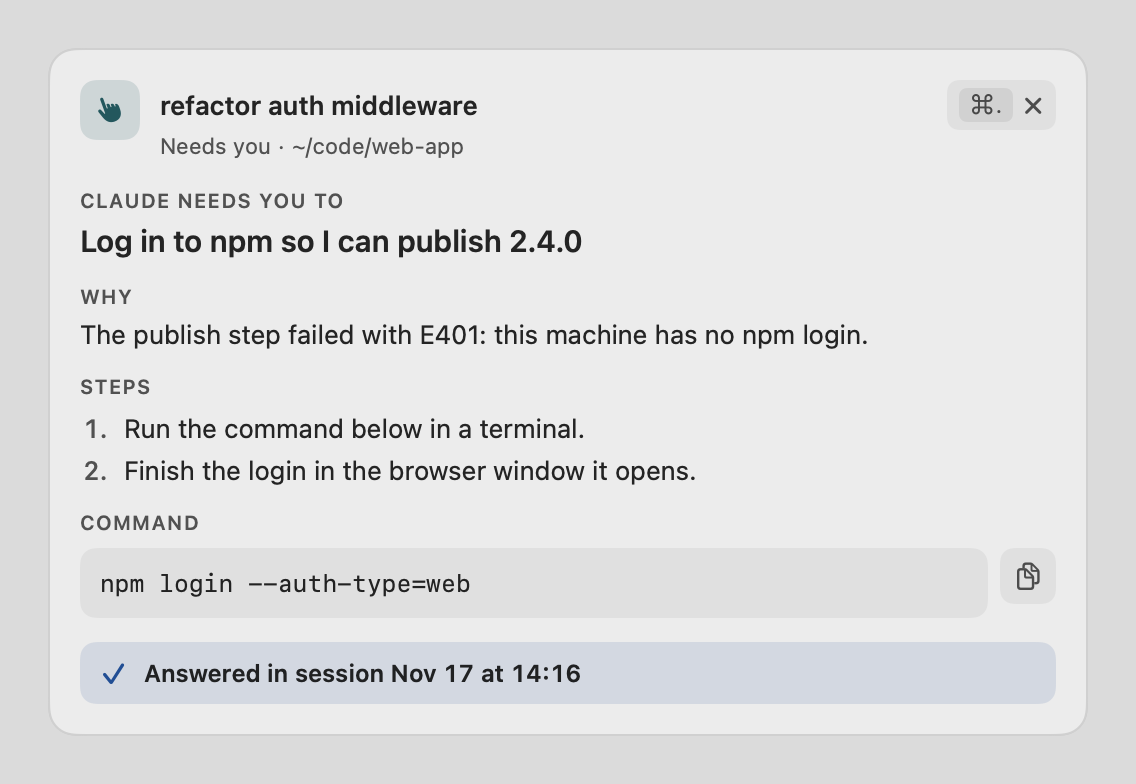 refactor auth middleware
⌘.
Needs you · ~/code/web-app
CLAUDE NEEDS YOU TO
Log in to npm so I can publish 2.4.0
WHY
The publish step failed with E401: this machine has no npm login.
STEPS
1. Run the command below in a terminal.
2. Finish the login in the browser window it opens.
COMMAND
npm login --auth-type=web
Answered in session Nov 17 at 14:16